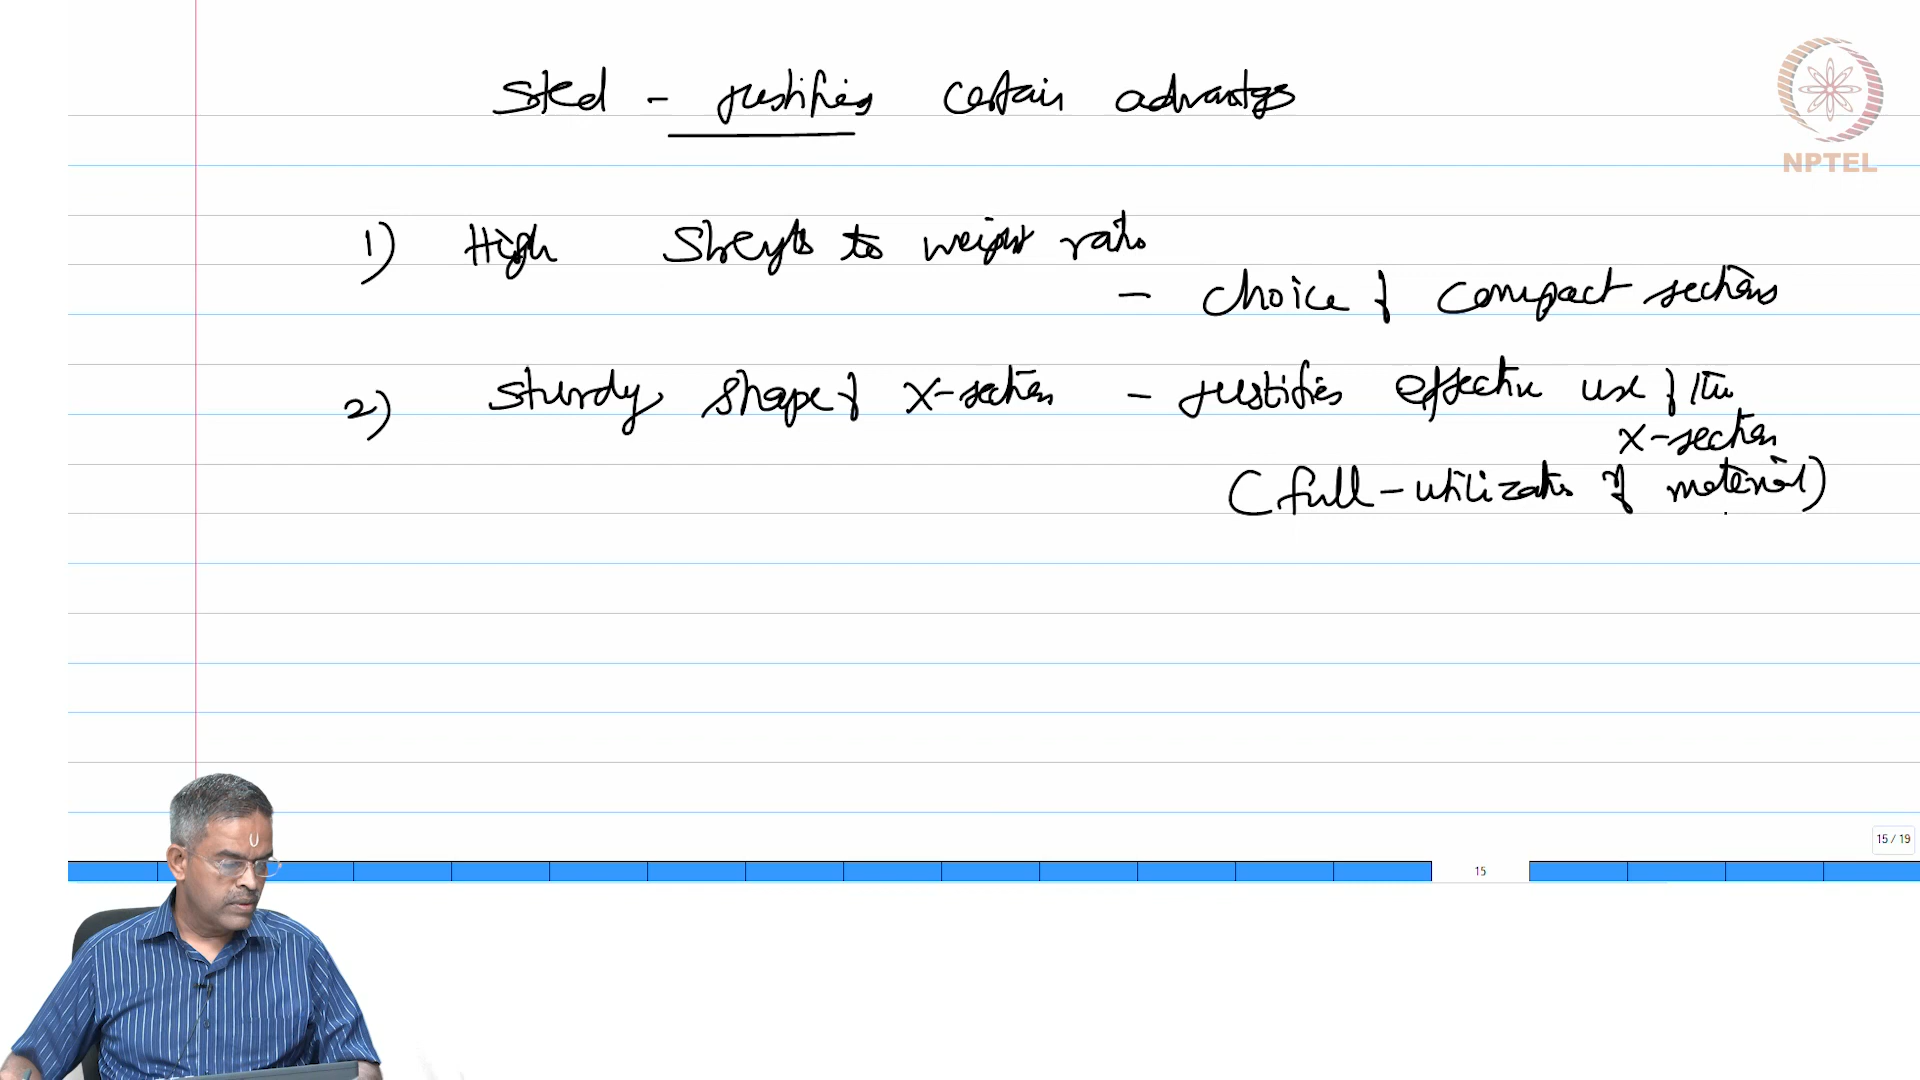 Steel - justifies certain advantages
NPTEL
1) High Strength to weight ratio
- choice of compact sections
2) Sturdy shape of X-section - justifies effective use of the
X-section
(full-utilization of material)
15 / 19
15